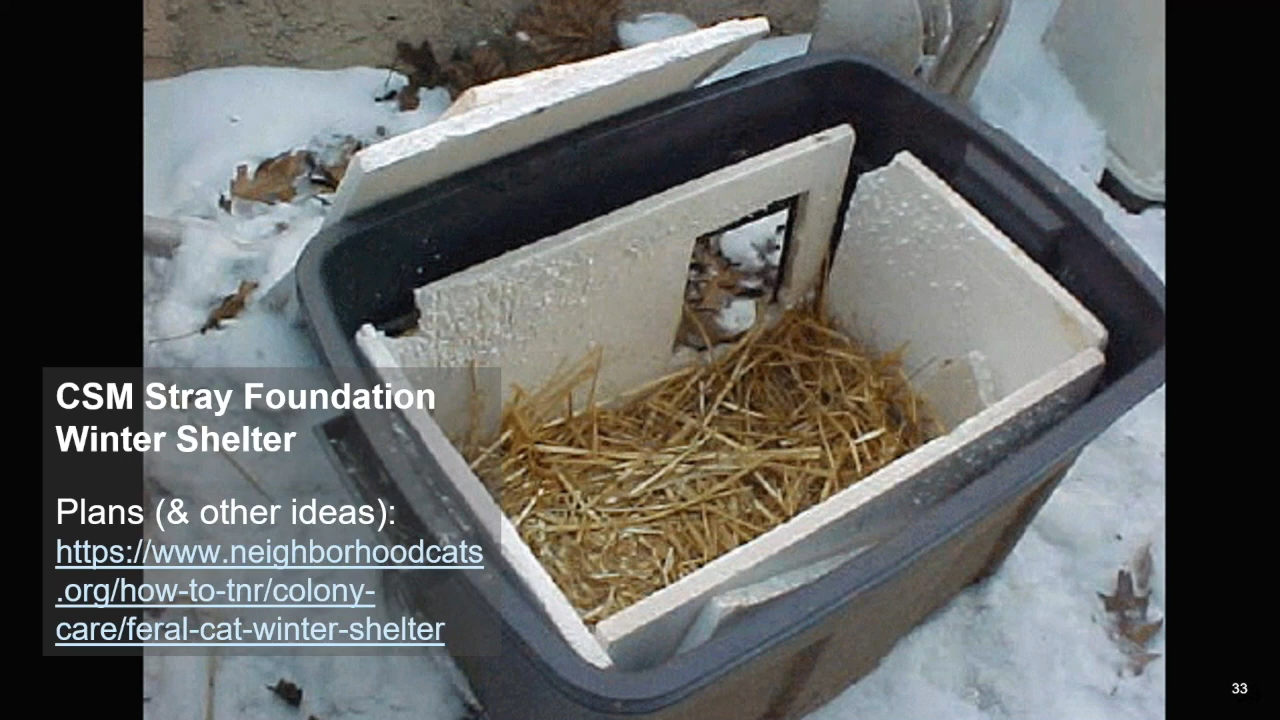 CSM Stray Foundation
Winter Shelter
Plans (& other ideas):
https://www.neighborhoodcats
.org/how-to-tnr/colony-
care/feral-cat-winter-shelter
33